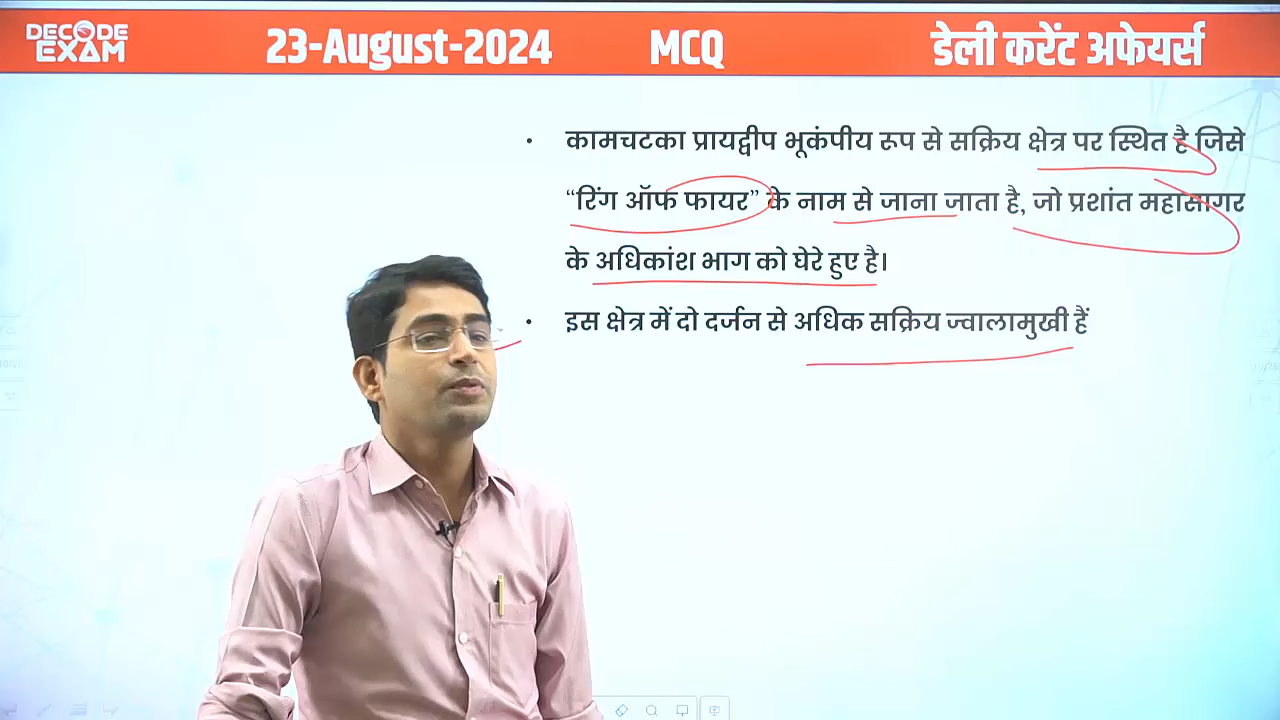 DECODE
EXAM
23-August-2024 MCQ डेली करेंट अफेयर्स
• कामचटका प्रायद्वीप भूकंपीय रूप से सक्रिय क्षेत्र पर स्थित है जिसे
“रिंग ऑफ फायर” के नाम से जाना जाता है, जो प्रशांत महासागर
के अधिकांश भाग को घेरे हुए है।
• इस क्षेत्र में दो दर्जन से अधिक सक्रिय ज्वालामुखी हैं